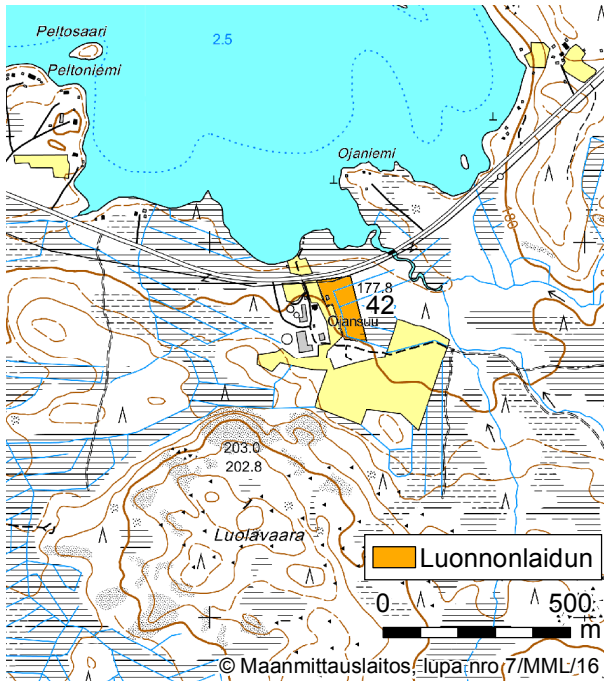 Peltosaari
Peltoniemi
2.5
Ojaniemi
180
177.8
42
Ojansuu
203.0
202.8
Luolavaara
Luonnonlaidun
0 500
m
© Maanmittauslaitos, lupa nro 7/MML/16